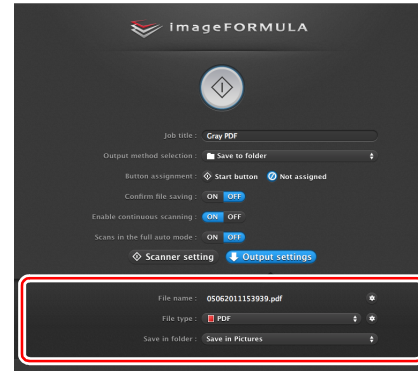 imageFORMULA
Job title : Gray PDF
Output method selection : Save to folder
Button assignment : Start button Not assigned
Confirm file saving : ON OFF
Enable continuous scanning : ON OFF
Scans in the full auto mode : ON OFF
Scanner setting Output settings
File name : 05062011153939.pdf
File type : PDF
Save in folder : Save in Pictures